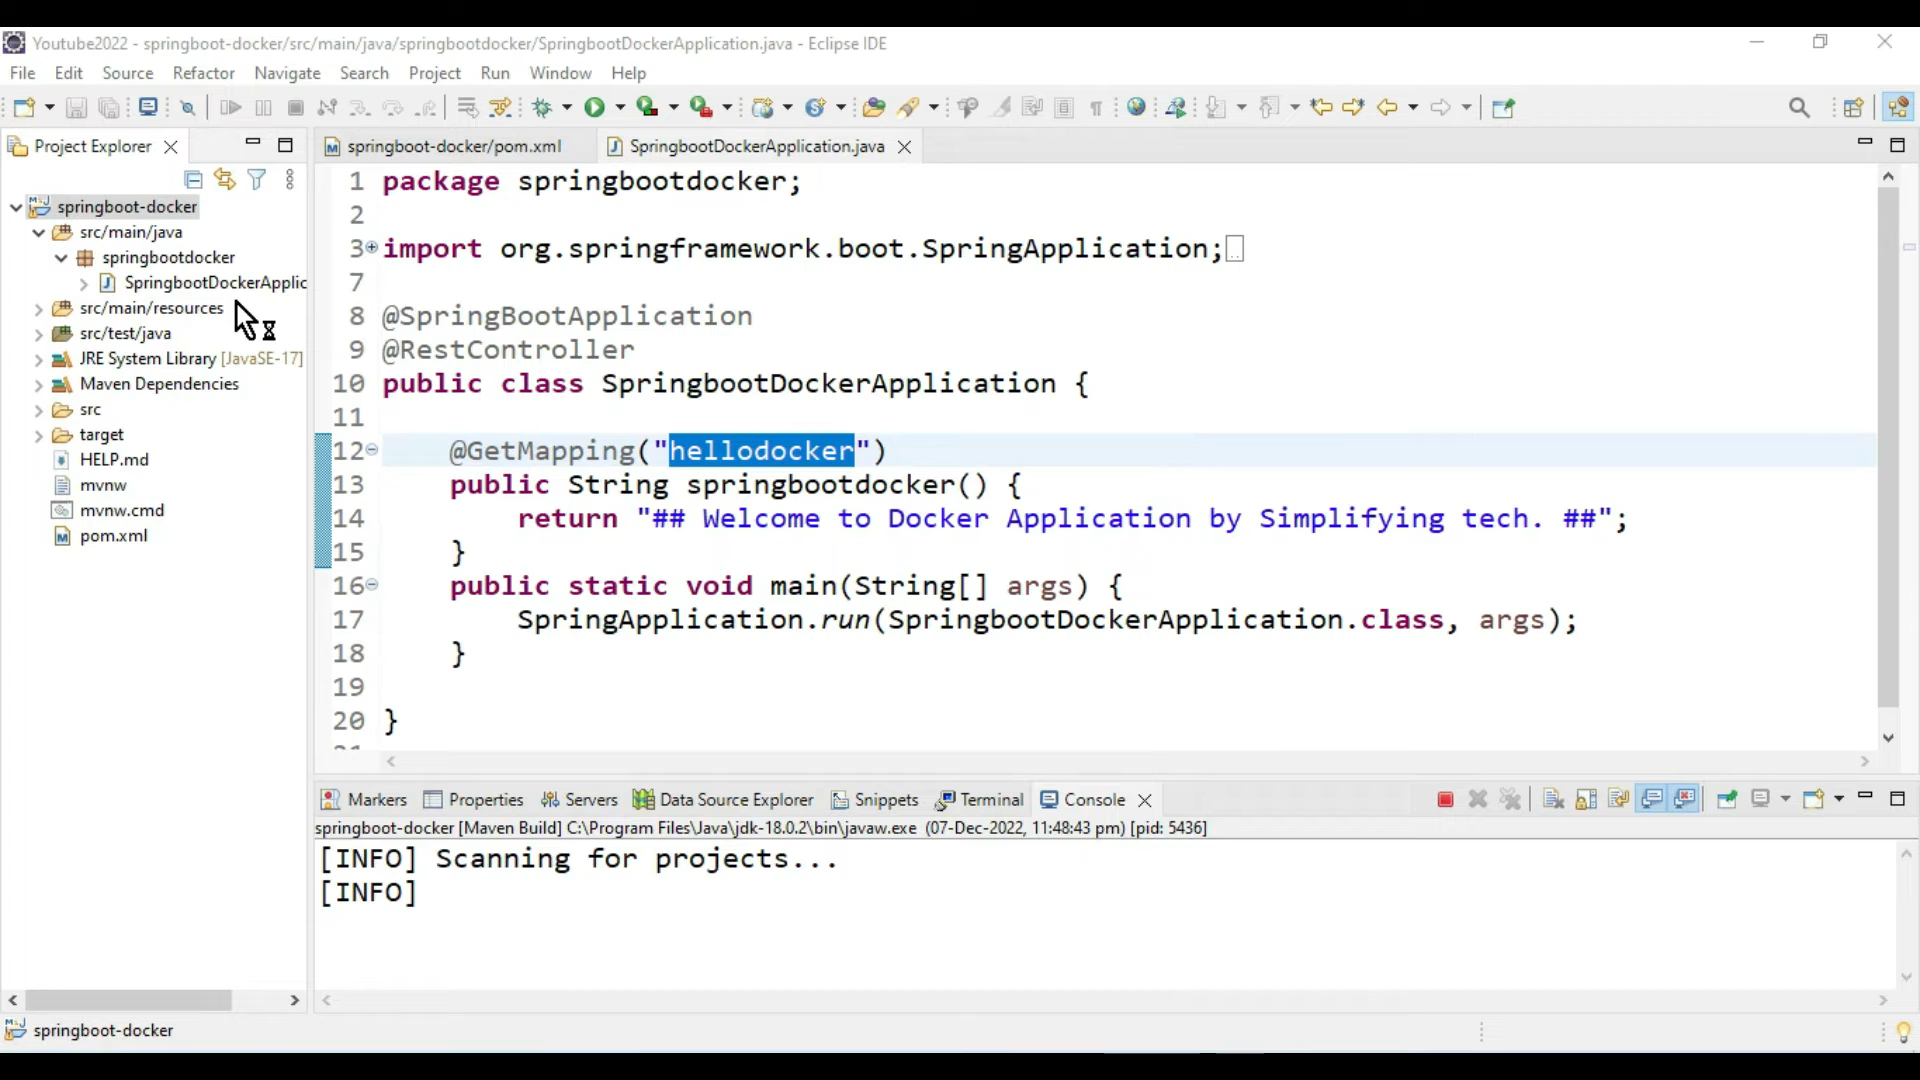 Youtube2022 - springboot-docker/src/main/java/springbootdocker/SpringbootDockerApplication.java - Eclipse IDE
File Edit Source Refactor Navigate Search Project Run Window Help
Project Explorer
springboot-docker
src/main/java
springbootdocker
SpringbootDockerApplic
src/main/resources
src/test/java
JRE System Library [JavaSE-17]
Maven Dependencies
src
target
HELP.md
mvnw
mvnw.cmd
pom.xml
springboot-docker/pom.xml SpringbootDockerApplication.java
1 package springbootdocker;
2
3 import org.springframework.boot.SpringApplication;
7
8 @SpringBootApplication
9 @RestController
10 public class SpringbootDockerApplication {
11
12 @GetMapping("hellodocker")
13 public String springbootdocker() {
14 return "## Welcome to Docker Application by Simplifying tech. ##";
15 }
16 public static void main(String[] args) {
17 SpringApplication.run(SpringbootDockerApplication.class, args);
18 }
19
20 }
Markers Properties Servers Data Source Explorer Snippets Terminal Console
springboot-docker [Maven Build] C:\Program Files\Java\jdk-18.0.2\bin\javaw.exe (07-Dec-2022, 11:48:43 pm) [pid: 5436]
[INFO] Scanning for projects...
[INFO]
springboot-docker